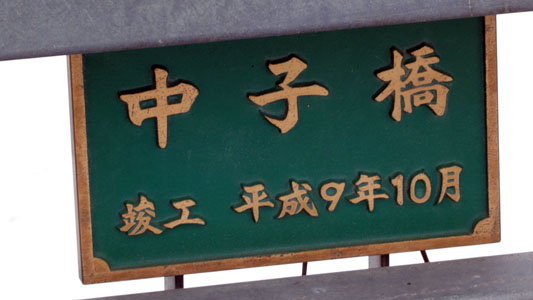 中子橋
竣工 平成9年10月